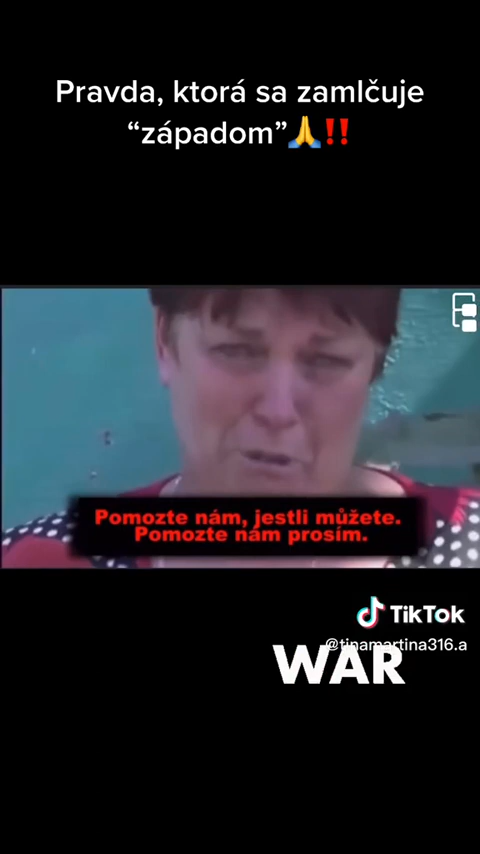 Pravda, ktorá sa zamlčuje
“západom”🙏‼️
Pomozte nám, jestli můžete.
Pomozte nám prosím.
TikTok
@tinamartina316.a
WAR